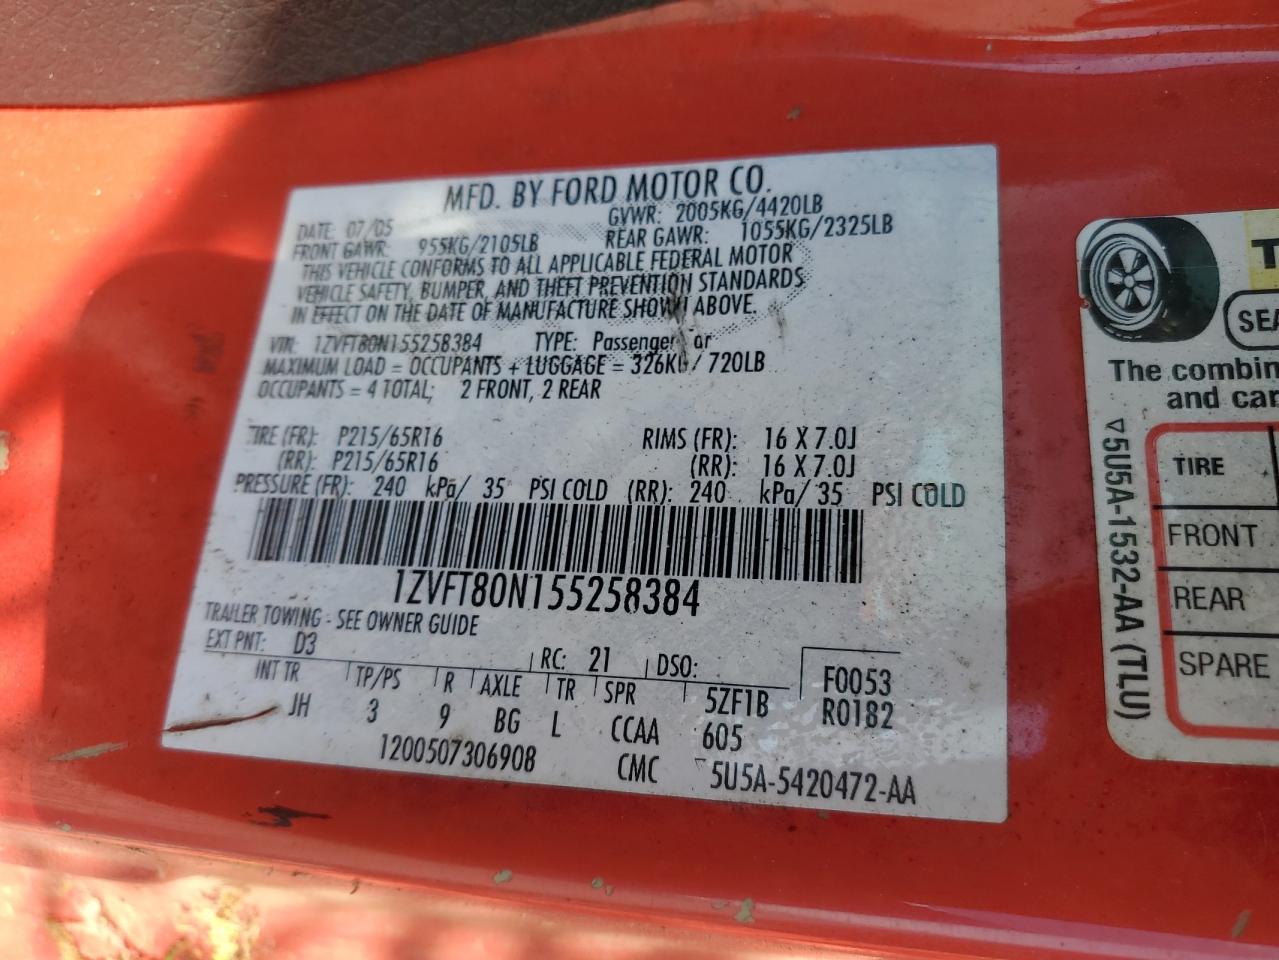 MFD. BY FORD MOTOR CO.
DATE: 07/05 GVWR: 2005KG/4420LB
FRONT GAWR: 955KG/2105LB REAR GAWR: 1055KG/2325LB
THIS VEHICLE CONFORMS TO ALL APPLICABLE FEDERAL MOTOR
VEHICLE SAFETY, BUMPER, AND THEFT PREVENTION STANDARDS
IN EFFECT ON THE DATE OF MANUFACTURE SHOWN ABOVE.
VIN: 1ZVFT80N155258384 TYPE: Passenger
MAXIMUM LOAD = OCCUPANTS + LUGGAGE = 326KG/720LB
OCCUPANTS = 4 TOTAL; 2 FRONT, 2 REAR
TIRE (FR): P215/65R16 RIMS (FR): 16 X 7.0J
(RR): P215/65R16 (RR): 16 X 7.0J
PRESSURE (FR): 240 kPa/ 35 PSI COLD (RR): 240 kPa/ 35 PSI COLD
1ZVFT80N155258384
TRAILER TOWING - SEE OWNER GUIDE
EXT PNT: D3 RC: 21 DSO: F0053
INT TR TP/PS R AXLE TR SPR 5ZF1B R0182
JH 3 9 BG L CCAA 605
1200507306908 CMC ▽5U5A-5420472-AA
T
SEA
The combin
and car
TIRE
FRONT
REAR
SPARE
▽5U5A-1532-AA (TLU)